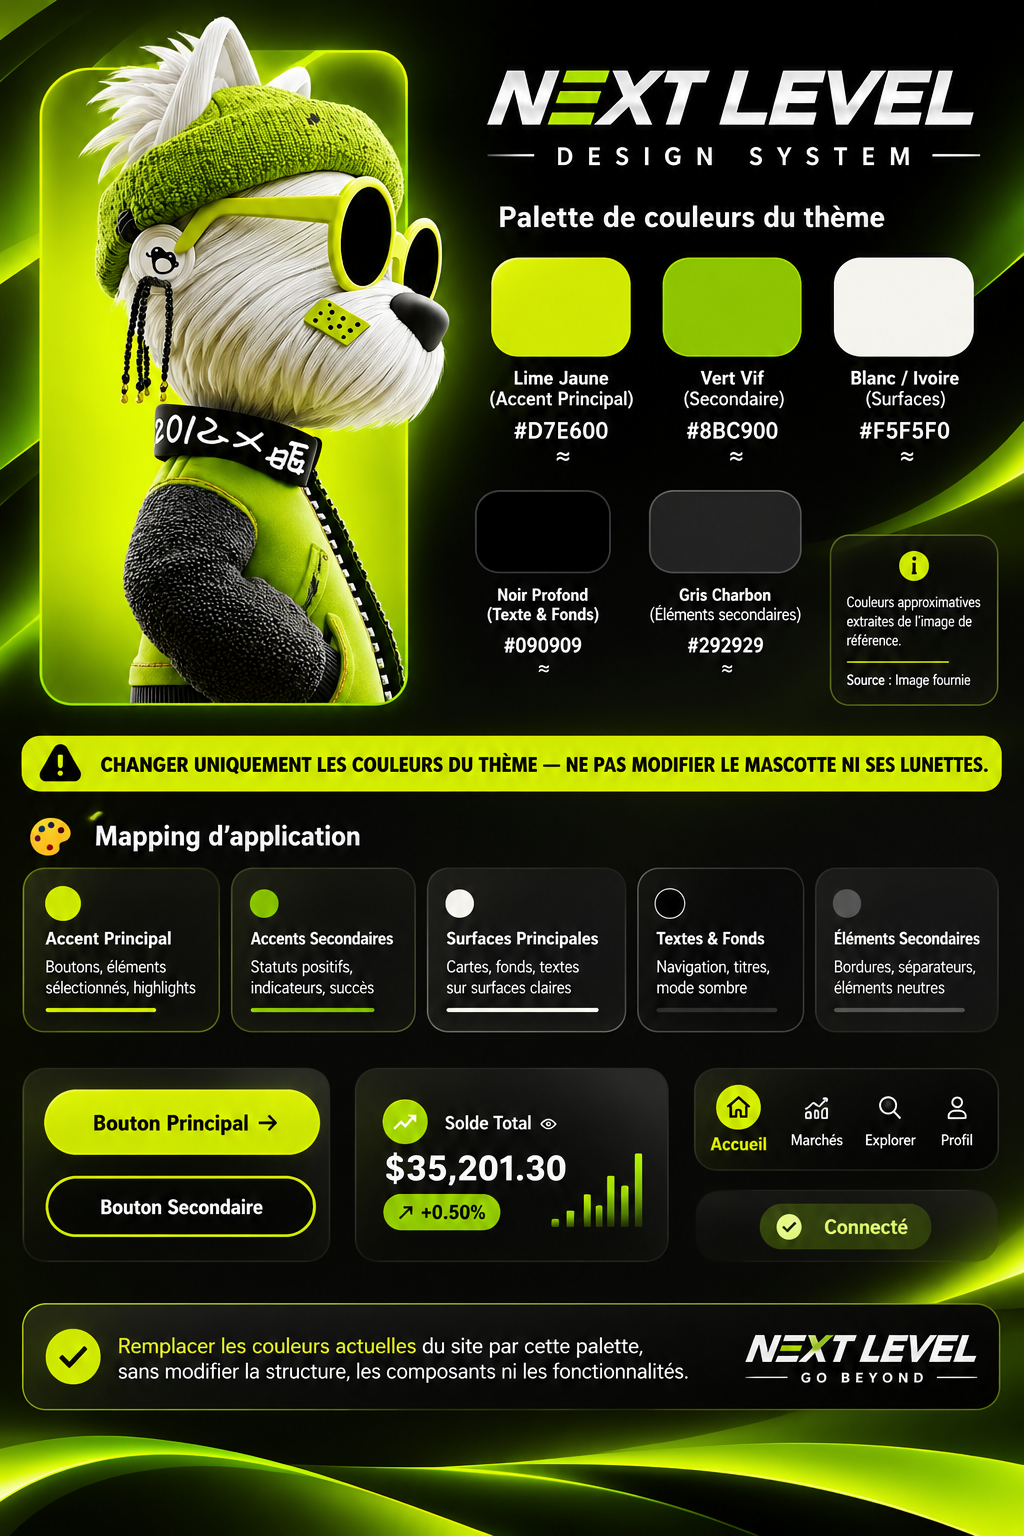 NEXT LEVEL
DESIGN SYSTEM
Palette de couleurs du thème
Lime Jaune
(Accent Principal)
#D7E600
≈
Vert Vif
(Secondaire)
#8BC900
≈
Blanc / Ivoire
(Surfaces)
#F5F5F0
≈
Noir Profond
(Texte & Fonds)
#090909
≈
Gris Charbon
(Éléments secondaires)
#292929
≈
i
Couleurs approximatives
extraites de l'image de
référence.
Source : Image fournie
CHANGER UNIQUEMENT LES COULEURS DU THÈME — NE PAS MODIFIER LE MASCOTTE NI SES LUNETTES.
Mapping d'application
Accent Principal
Boutons, éléments
sélectionnés, highlights
Accents Secondaires
Statuts positifs,
indicateurs, succès
Surfaces Principales
Cartes, fonds, textes
sur surfaces claires
Textes & Fonds
Navigation, titres,
mode sombre
Éléments Secondaires
Bordures, séparateurs,
éléments neutres
Bouton Principal →
Bouton Secondaire
Solde Total
$35,201.30
↗ +0.50%
Accueil
Marchés
Explorer
Profil
Connecté
Remplacer les couleurs actuelles du site par cette palette,
sans modifier la structure, les composants ni les fonctionnalités.
NEXT LEVEL
GO BEYOND